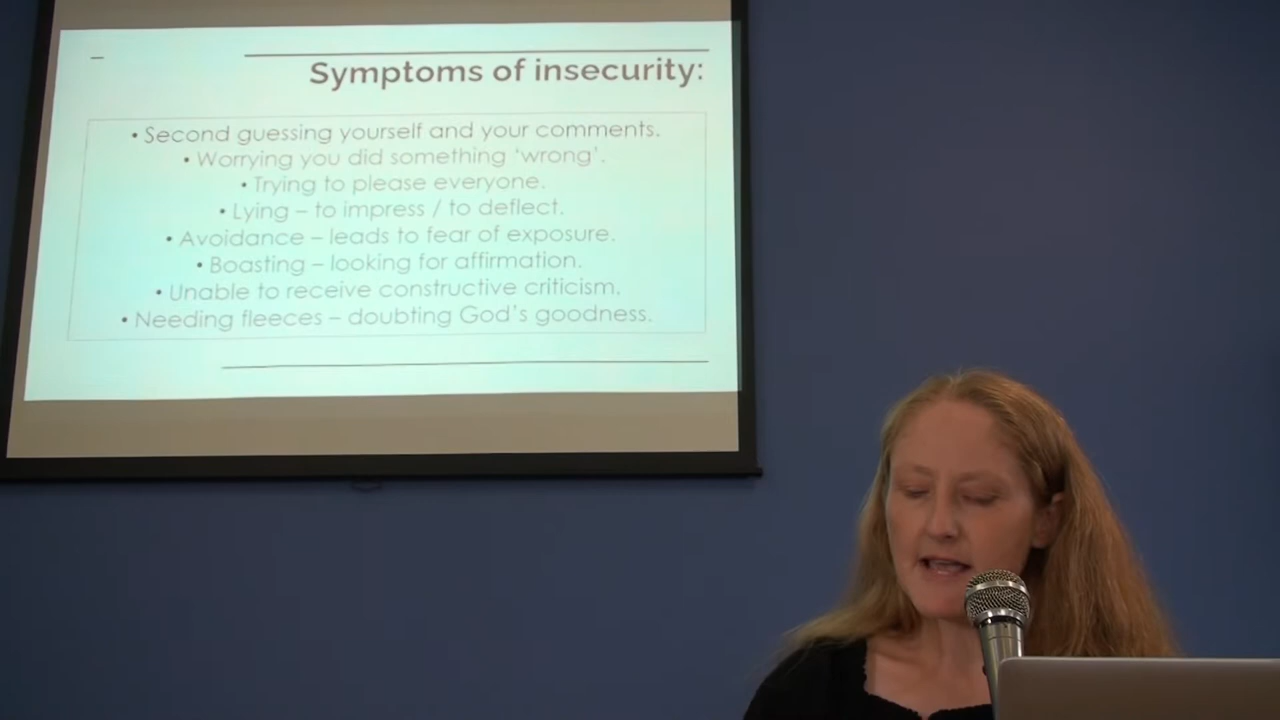 Symptoms of insecurity:
• Second guessing yourself and your comments.
• Worrying you did something ‘wrong’.
• Trying to please everyone.
• Lying – to impress / to deflect.
• Avoidance – leads to fear of exposure.
• Boasting – looking for affirmation.
• Unable to receive constructive criticism.
• Needing fleeces – doubting God’s goodness.